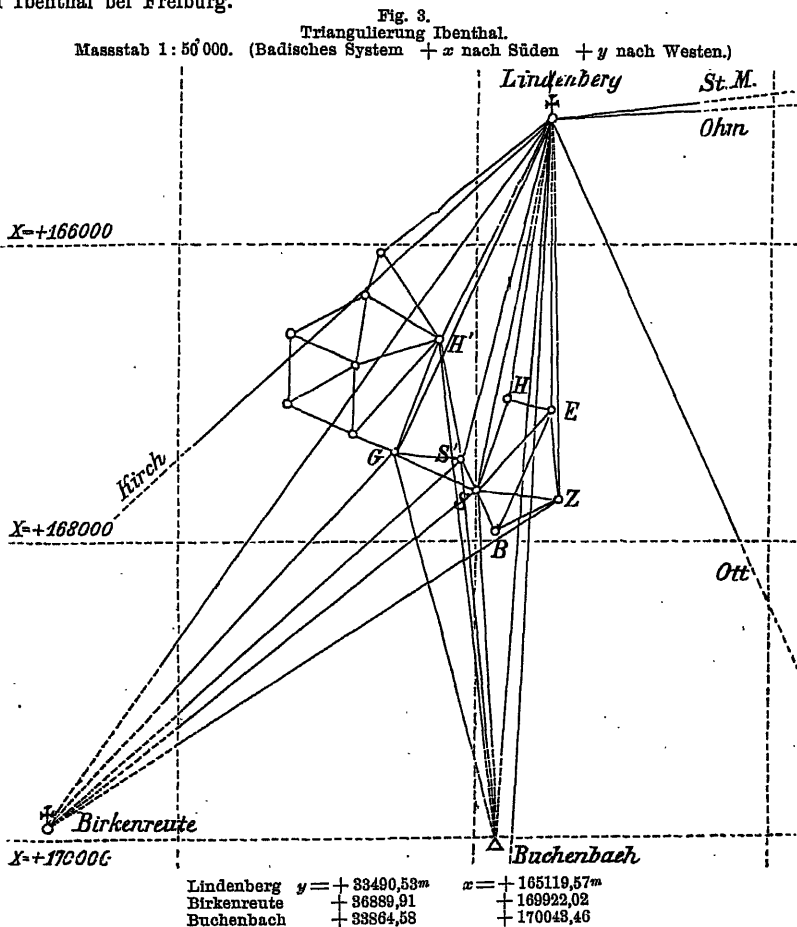 Ibenthal bei Freiburg.
Fig. 3.
Triangulierung Ibenthal.
Massstab 1 : 50 000. (Badisches System + x nach Süden + y nach Westen.)
Lindenberg
St. M.
Ohm
X=+166000
H'
H
E
Kirch
G
S'
Z
X=+168000
B
Ott
Birkenreute
X=+170000
Buchenbach
Lindenberg y = + 33490,53m x = + 165119,57m
Birkenreute + 36889,91 + 169922,02
Buchenbach + 33864,58 + 170043,46